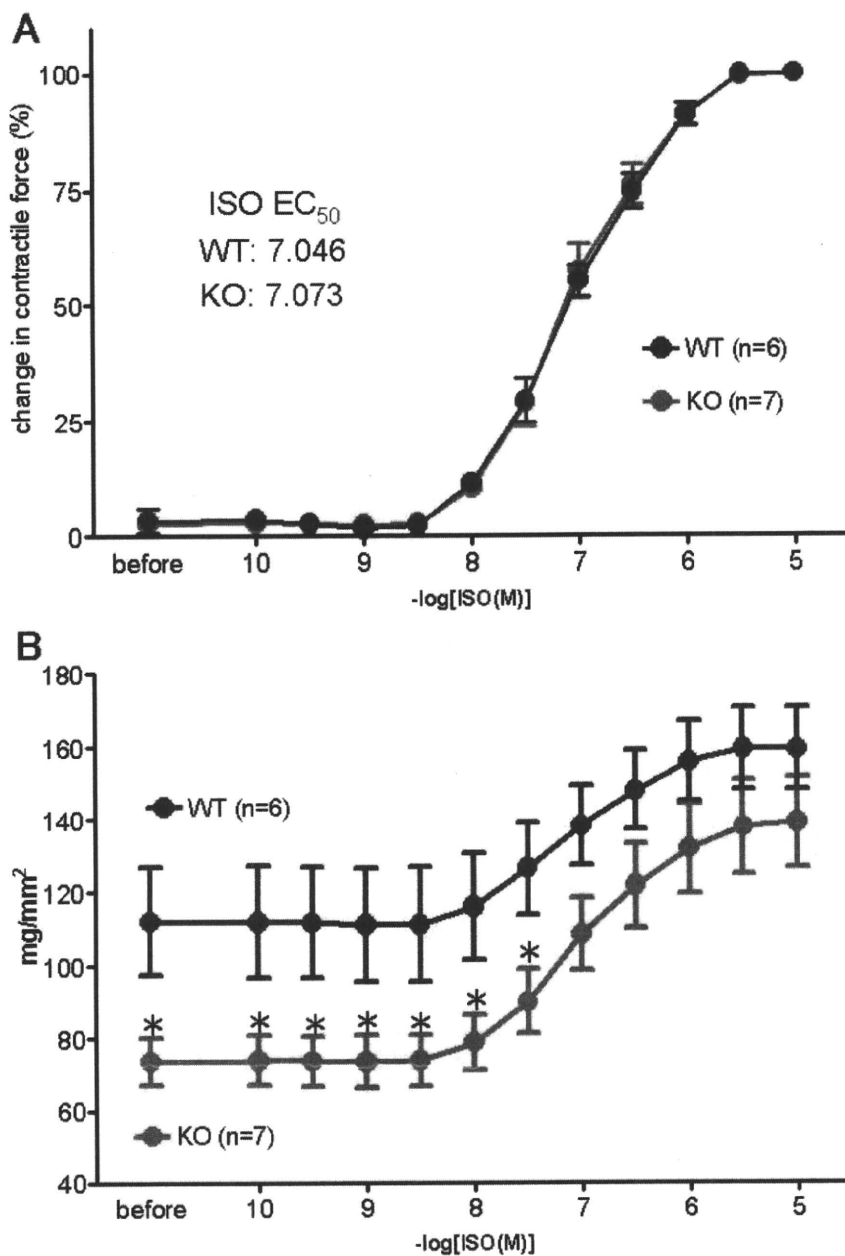 A
change in contractile force (%)
100
75
50
25
0
ISO EC₅₀
WT: 7.046
KO: 7.073
WT (n=6)
KO (n=7)
before 10 9 8 7 6 5
-log[ISO(M)]
B
mg/mm²
180
160
140
120
100
80
60
40
WT (n=6)
*
* * * * * *
KO (n=7)
before 10 9 8 7 6 5
-log[ISO(M)]